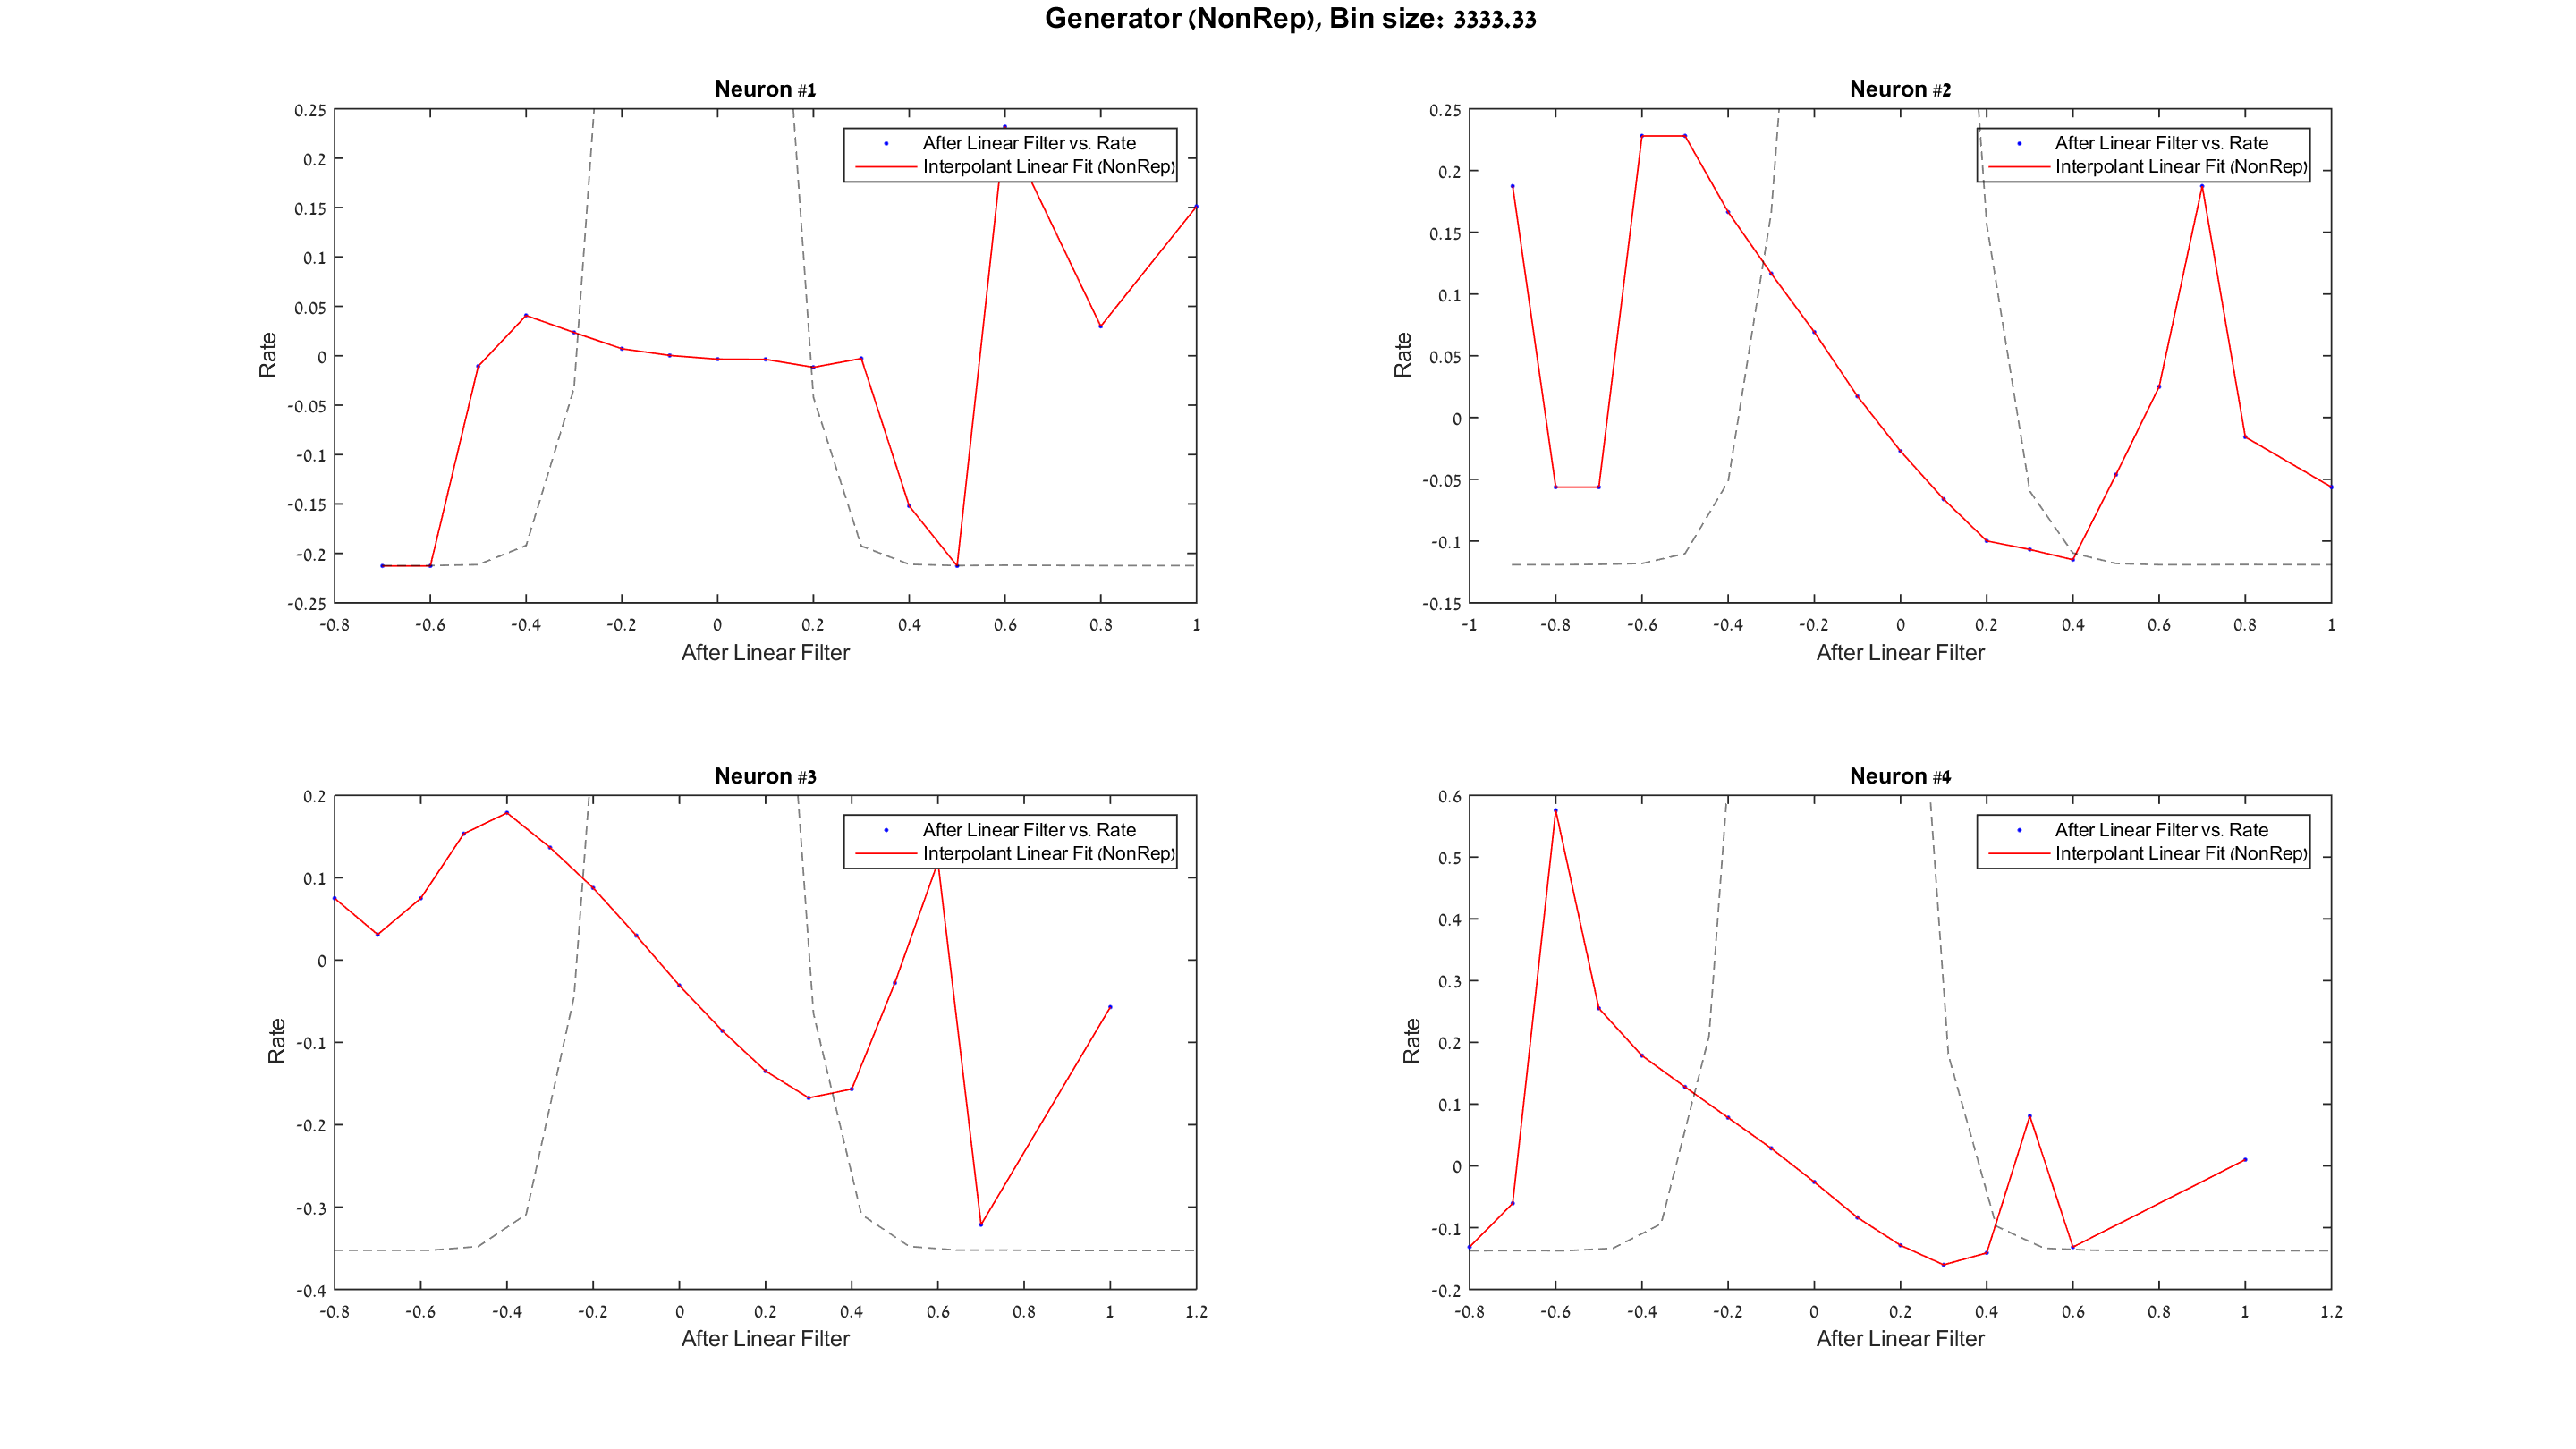 Generator (NonRep), Bin size: 3333.33
Neuron #1
0.25
0.2
0.15
0.1
0.05
0
-0.05
-0.1
-0.15
-0.2
-0.25
Rate
-0.8 -0.6 -0.4 -0.2 0 0.2 0.4 0.6 0.8 1
After Linear Filter
After Linear Filter vs. Rate
Interpolant Linear Fit (NonRep)
Neuron #2
0.25
0.2
0.15
0.1
0.05
0
-0.05
-0.1
-0.15
Rate
-1 -0.8 -0.6 -0.4 -0.2 0 0.2 0.4 0.6 0.8 1
After Linear Filter
After Linear Filter vs. Rate
Interpolant Linear Fit (NonRep)
Neuron #3
0.2
0.1
0
-0.1
-0.2
-0.3
-0.4
Rate
-0.8 -0.6 -0.4 -0.2 0 0.2 0.4 0.6 0.8 1 1.2
After Linear Filter
After Linear Filter vs. Rate
Interpolant Linear Fit (NonRep)
Neuron #4
0.6
0.5
0.4
0.3
0.2
0.1
0
-0.1
-0.2
Rate
-0.8 -0.6 -0.4 -0.2 0 0.2 0.4 0.6 0.8 1 1.2
After Linear Filter
After Linear Filter vs. Rate
Interpolant Linear Fit (NonRep)